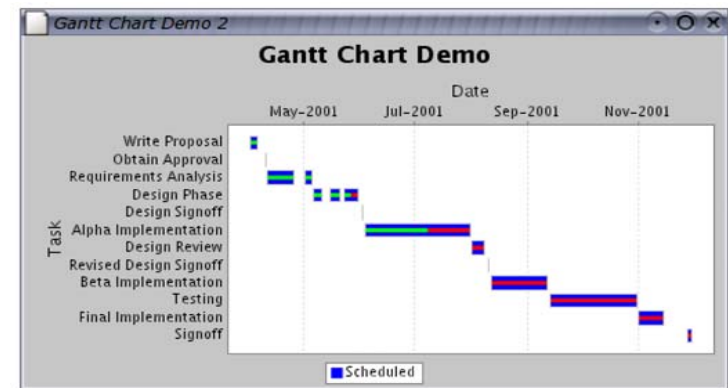 Gantt Chart Demo 2
Gantt Chart Demo
Date
May-2001 Jul-2001 Sep-2001 Nov-2001
Task
Write Proposal
Obtain Approval
Requirements Analysis
Design Phase
Design Signoff
Alpha Implementation
Design Review
Revised Design Signoff
Beta Implementation
Testing
Final Implementation
Signoff
Scheduled